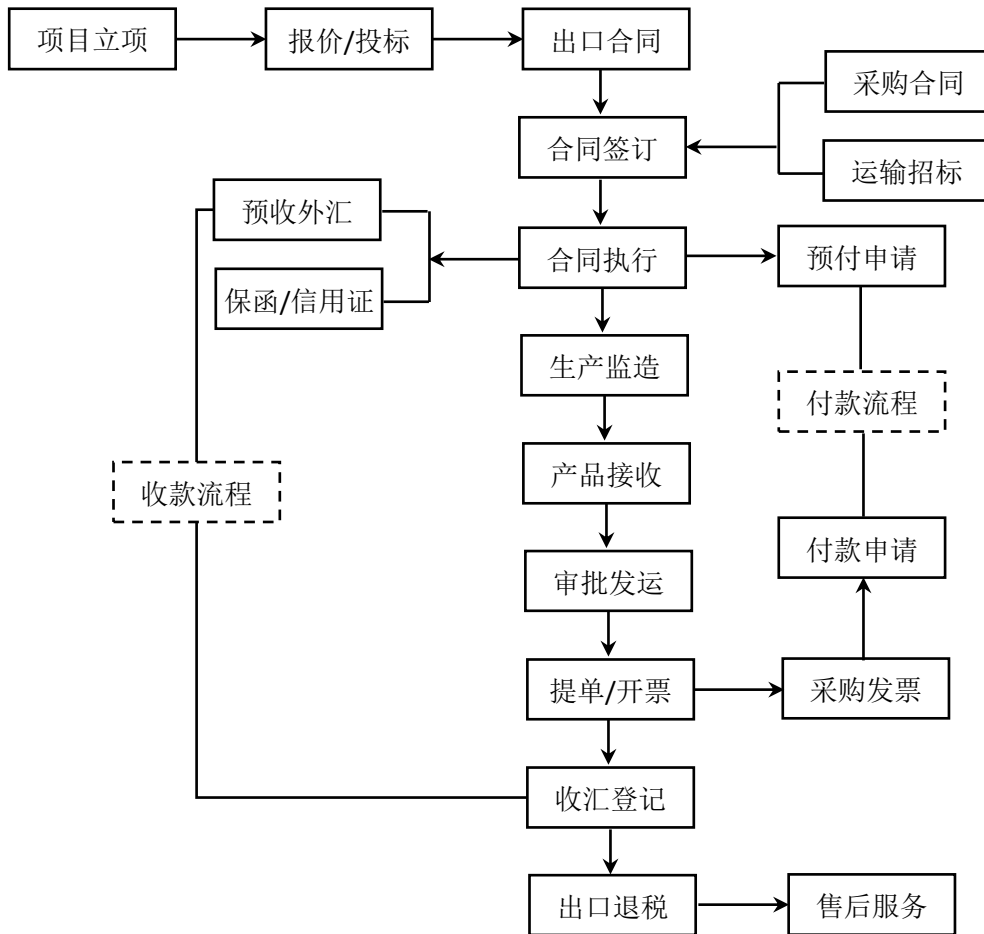 项目立项
报价/投标
出口合同
采购合同
合同签订
运输招标
预收外汇
合同执行
预付申请
保函/信用证
生产监造
付款流程
产品接收
收款流程
付款申请
审批发运
提单/开票
采购发票
收汇登记
出口退税
售后服务